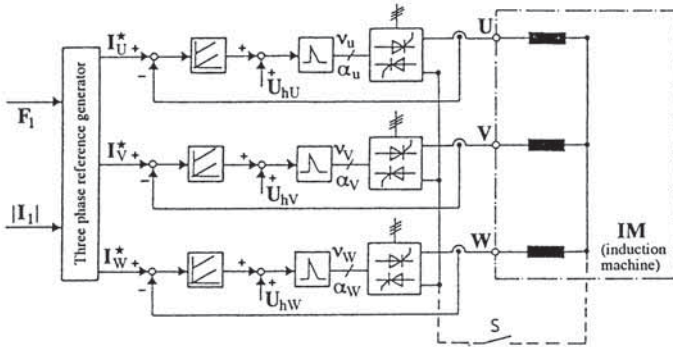 I*U
+
−
+
+
UhU
νu
αu
U
F1
Three phase reference generator
I*V
+
−
+
+
UhV
νV
αV
V
|I1|
I*W
+
−
+
+
UhW
νW
αW
W
IM
(induction
machine)
S